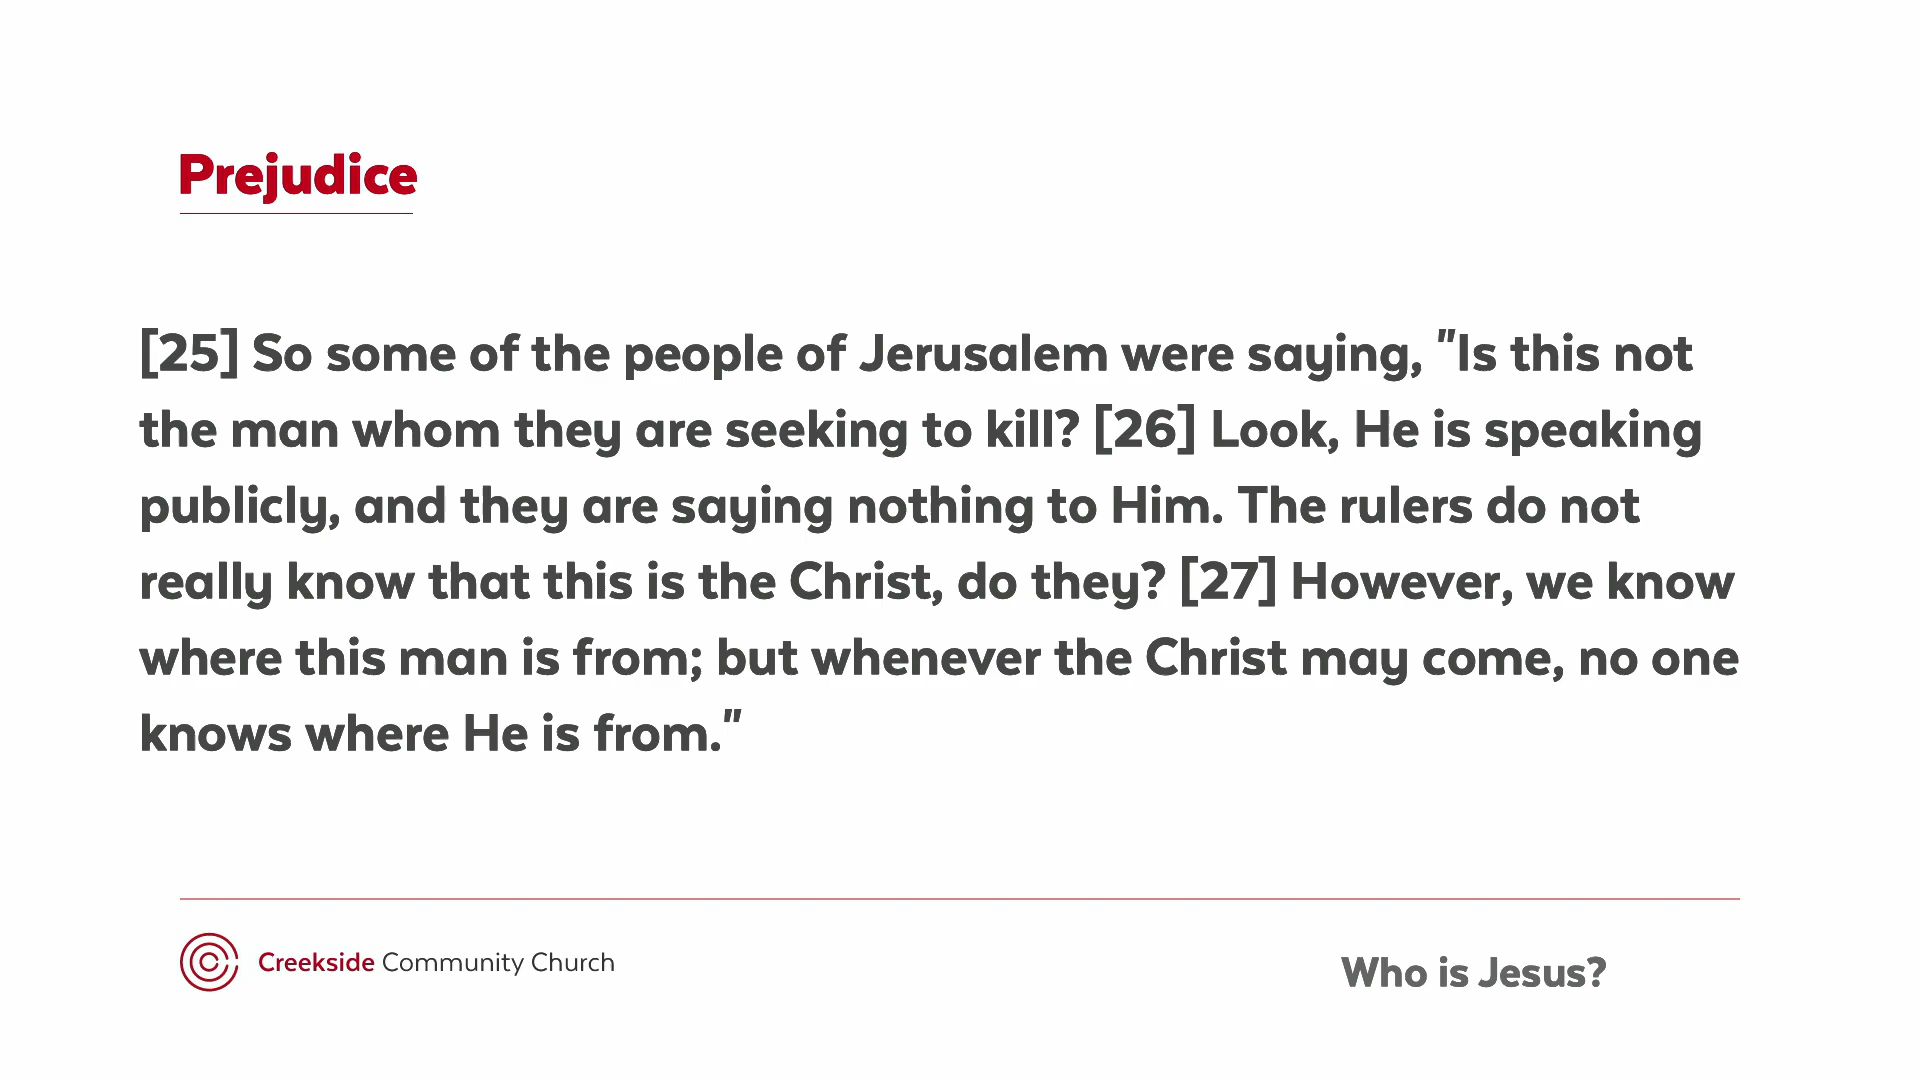 Prejudice
[25] So some of the people of Jerusalem were saying, "Is this not
the man whom they are seeking to kill? [26] Look, He is speaking
publicly, and they are saying nothing to Him. The rulers do not
really know that this is the Christ, do they? [27] However, we know
where this man is from; but whenever the Christ may come, no one
knows where He is from."
Creekside Community Church
Who is Jesus?